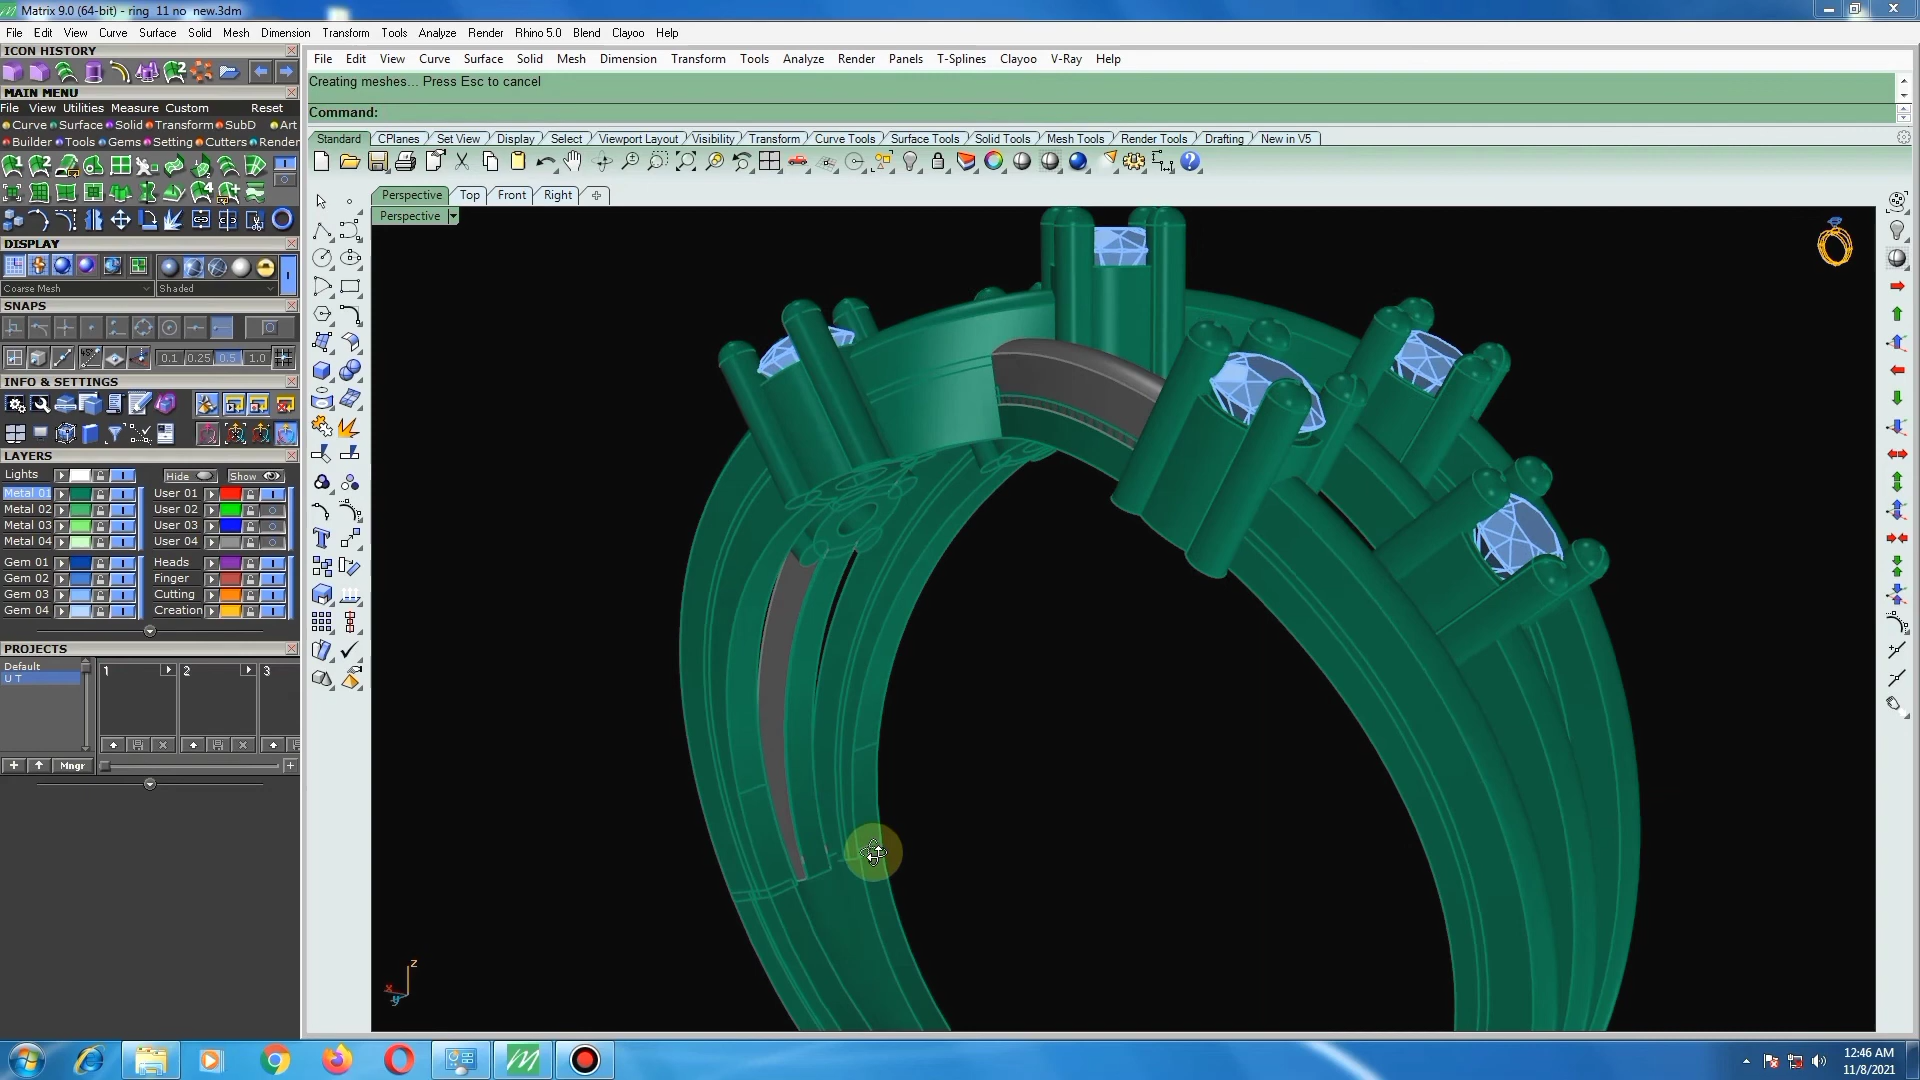 Matrix 9.0 (64-bit) - ring  11 no  new.3dm
File Edit View Curve Surface Solid Mesh Dimension Transform Tools Analyze Render Rhino 5.0 Blend Clayoo Help
ICON HISTORY
MAIN MENU
File View Utilities Measure Custom Reset
Curve Surface Solid Transform SubD Art
Builder Tools Gems Setting Cutters Render
DISPLAY
Coarse Mesh Shaded
SNAPS
0.1 0.25 0.5 1.0
INFO & SETTINGS
LAYERS
Lights Hide Show
Metal 01 User 01
Metal 02 User 02
Metal 03 User 03
Metal 04 User 04
Gem 01 Heads
Gem 02 Finger
Gem 03 Cutting
Gem 04 Creation
PROJECTS
Default
U T
1 2 3
Mngr
File Edit View Curve Surface Solid Mesh Dimension Transform Tools Analyze Render Panels T-Splines Clayoo V-Ray Help
Creating meshes... Press Esc to cancel
Command:
Standard CPlanes Set View Display Select Viewport Layout Visibility Transform Curve Tools Surface Tools Solid Tools Mesh Tools Render Tools Drafting New in V5
Perspective Top Front Right
Perspective
z
x
y
12:46 AM
11/8/2021